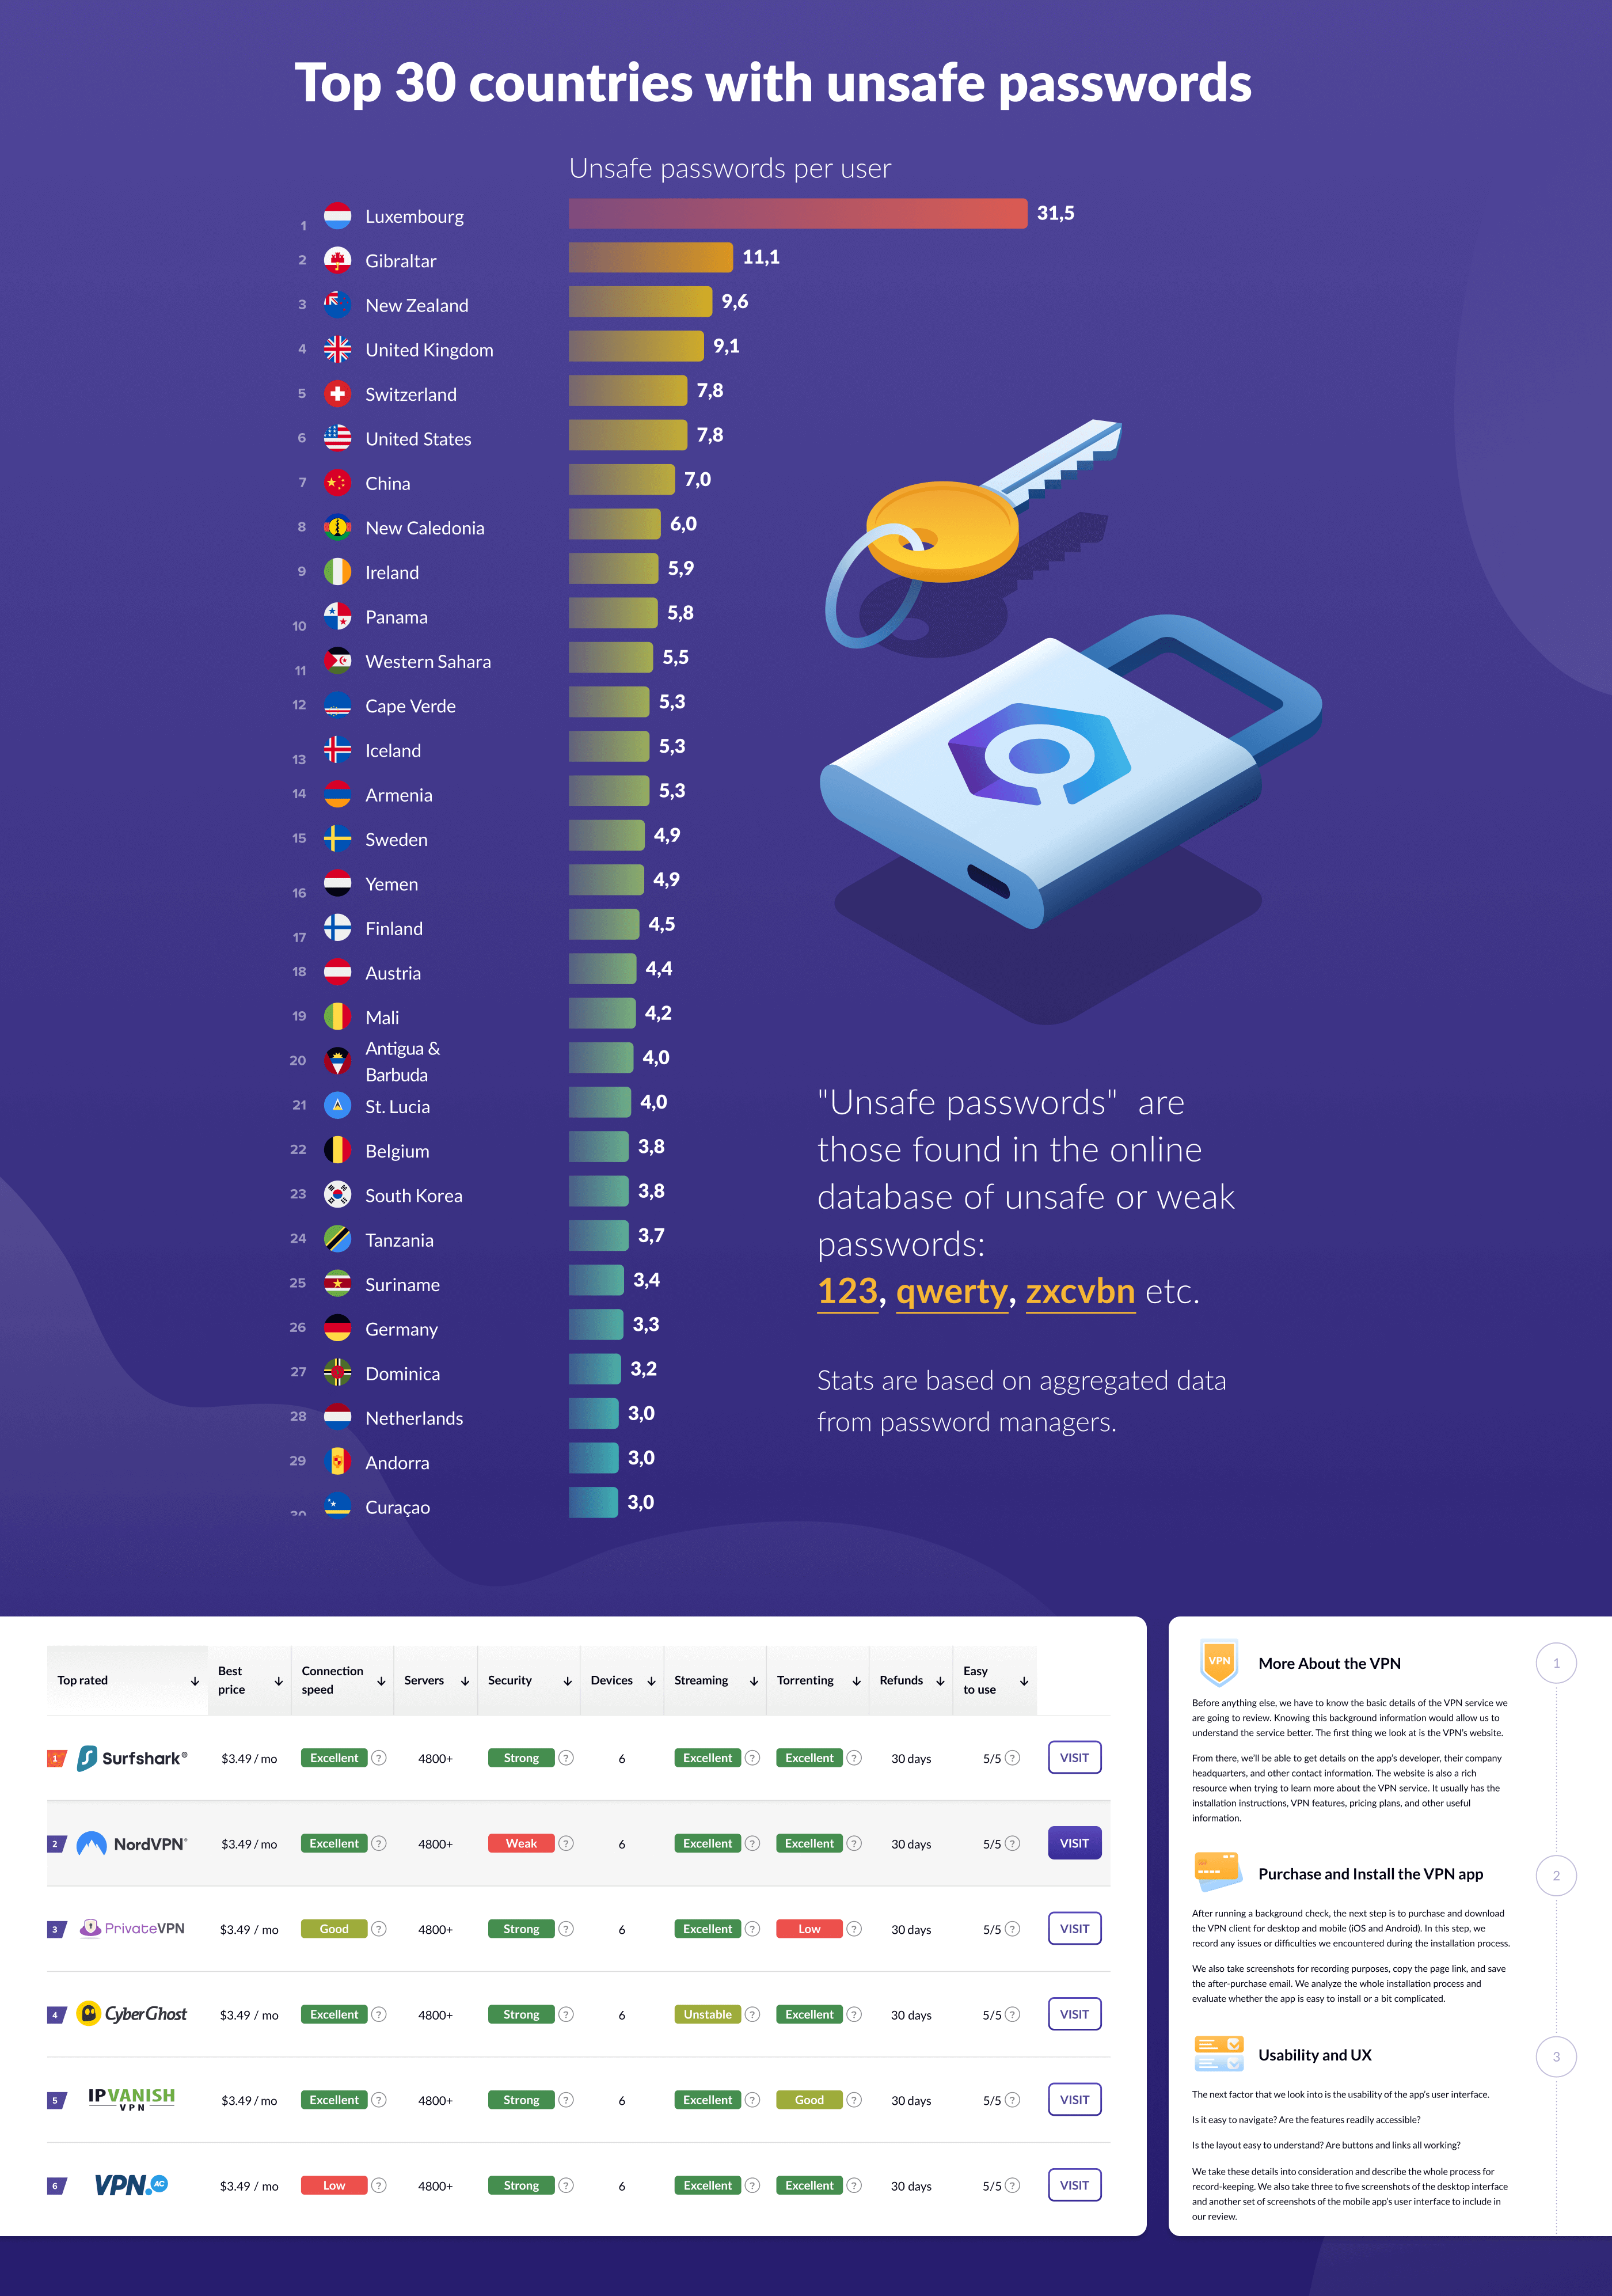 Top 30 countries with unsafe passwords
Unsafe passwords per user
1 Luxembourg 31,5
2 Gibraltar 11,1
3 New Zealand 9,6
4 United Kingdom 9,1
5 Switzerland 7,8
6 United States 7,8
7 China 7,0
8 New Caledonia 6,0
9 Ireland 5,9
10 Panama 5,8
11 Western Sahara 5,5
12 Cape Verde 5,3
13 Iceland 5,3
14 Armenia 5,3
15 Sweden 4,9
16 Yemen 4,9
17 Finland 4,5
18 Austria 4,4
19 Mali 4,2
20 Antigua &
Barbuda 4,0
21 St. Lucia 4,0
22 Belgium 3,8
23 South Korea 3,8
24 Tanzania 3,7
25 Suriname 3,4
26 Germany 3,3
27 Dominica 3,2
28 Netherlands 3,0
29 Andorra 3,0
30 Curaçao 3,0
"Unsafe passwords" are
those found in the online
database of unsafe or weak
passwords:
123, qwerty, zxcvbn etc.
Stats are based on aggregated data
from password managers.
Top rated Best price Connection speed Servers Security Devices Streaming Torrenting Refunds Easy to use
1 Surfshark® $3.49 / mo Excellent ? 4800+ Strong ? 6 Excellent ? Excellent ? 30 days 5/5 ? VISIT
2 NordVPN® $3.49 / mo Excellent ? 4800+ Weak ? 6 Excellent ? Excellent ? 30 days 5/5 ? VISIT
3 PrivateVPN $3.49 / mo Good ? 4800+ Strong ? 6 Excellent ? Low ? 30 days 5/5 ? VISIT
4 CyberGhost $3.49 / mo Excellent ? 4800+ Strong ? 6 Unstable ? Excellent ? 30 days 5/5 ? VISIT
5 IPVANISH VPN $3.49 / mo Excellent ? 4800+ Strong ? 6 Excellent ? Good ? 30 days 5/5 ? VISIT
6 VPN.AC $3.49 / mo Low ? 4800+ Strong ? 6 Excellent ? Excellent ? 30 days 5/5 ? VISIT
VPN More About the VPN 1
Before anything else, we have to know the basic details of the VPN service we
are going to review. Knowing this background information would allow us to
understand the service better. The first thing we look at is the VPN's website.
From there, we'll be able to get details on the app's developer, their company
headquarters, and other contact information. The website is also a rich
resource when trying to learn more about the VPN service. It usually has the
installation instructions, VPN features, pricing plans, and other useful
information.
Purchase and Install the VPN app 2
After running a background check, the next step is to purchase and download
the VPN client for desktop and mobile (iOS and Android). In this step, we
record any issues or difficulties we encountered during the installation process.
We also take screenshots for recording purposes, copy the page link, and save
the after-purchase email. We analyze the whole installation process and
evaluate whether the app is easy to install or a bit complicated.
Usability and UX 3
The next factor that we look into is the usability of the app's user interface.
Is it easy to navigate? Are the features readily accessible?
Is the layout easy to understand? Are buttons and links all working?
We take these details into consideration and describe the whole process for
record-keeping. We also take three to five screenshots of the desktop interface
and another set of screenshots of the mobile app's user interface to include in
our review.